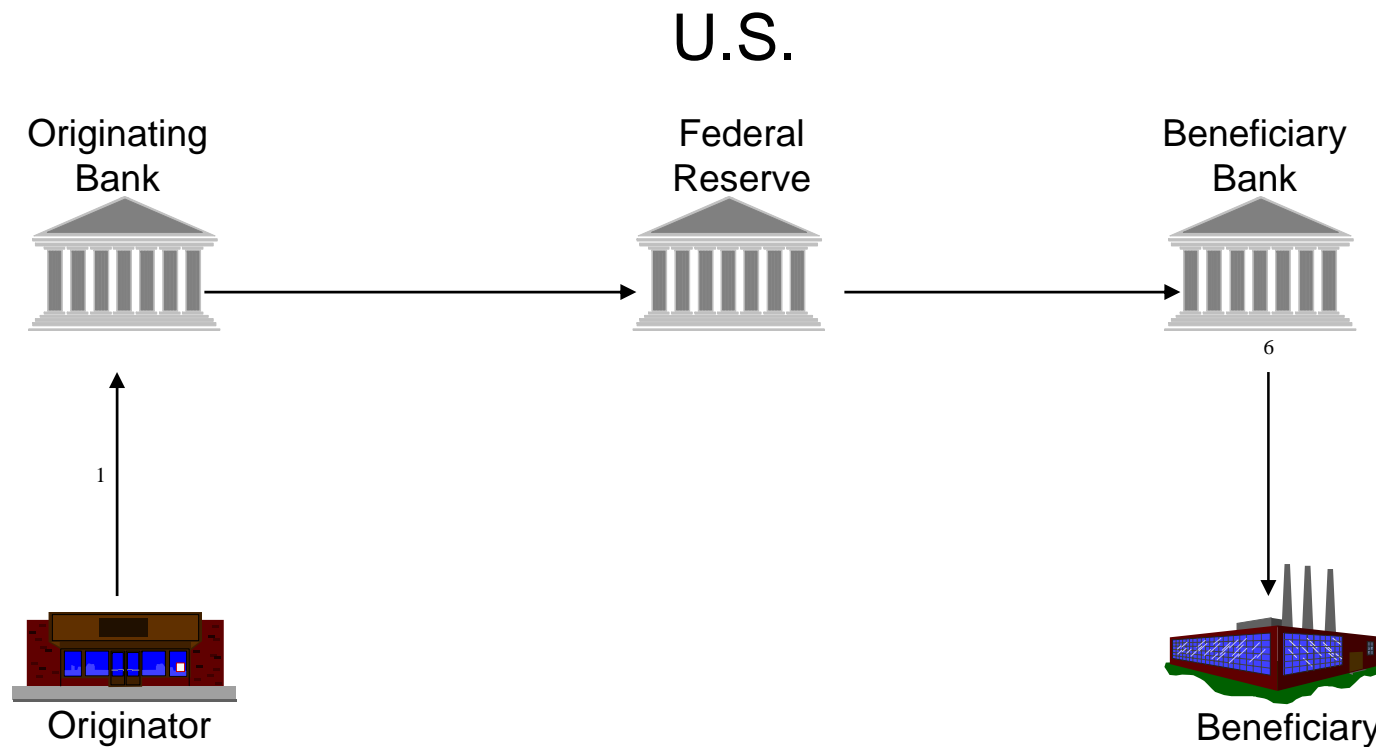 U.S.
Originating
Bank
Federal
Reserve
Beneficiary
Bank
6
1
Originator
Beneficiary